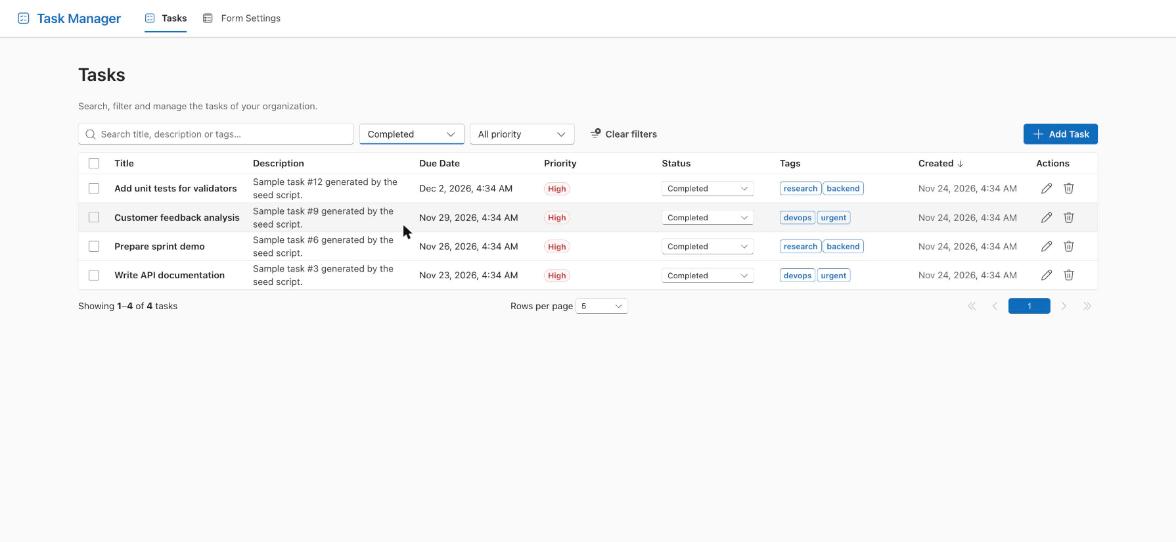 Task Manager Tasks Form Settings
Tasks
Search, filter and manage the tasks of your organization.
Search title, description or tags... Completed All priority Clear filters Add Task
Title Description Due Date Priority Status Tags Created ↓ Actions
Add unit tests for validators Sample task #12 generated by the seed script. Dec 2, 2026, 4:34 AM High Completed research backend Nov 24, 2026, 4:34 AM
Customer feedback analysis Sample task #9 generated by the seed script. Nov 29, 2026, 4:34 AM High Completed devops urgent Nov 24, 2026, 4:34 AM
Prepare sprint demo Sample task #6 generated by the seed script. Nov 26, 2026, 4:34 AM High Completed research backend Nov 24, 2026, 4:34 AM
Write API documentation Sample task #3 generated by the seed script. Nov 23, 2026, 4:34 AM High Completed devops urgent Nov 24, 2026, 4:34 AM
Showing 1–4 of 4 tasks Rows per page 5 1